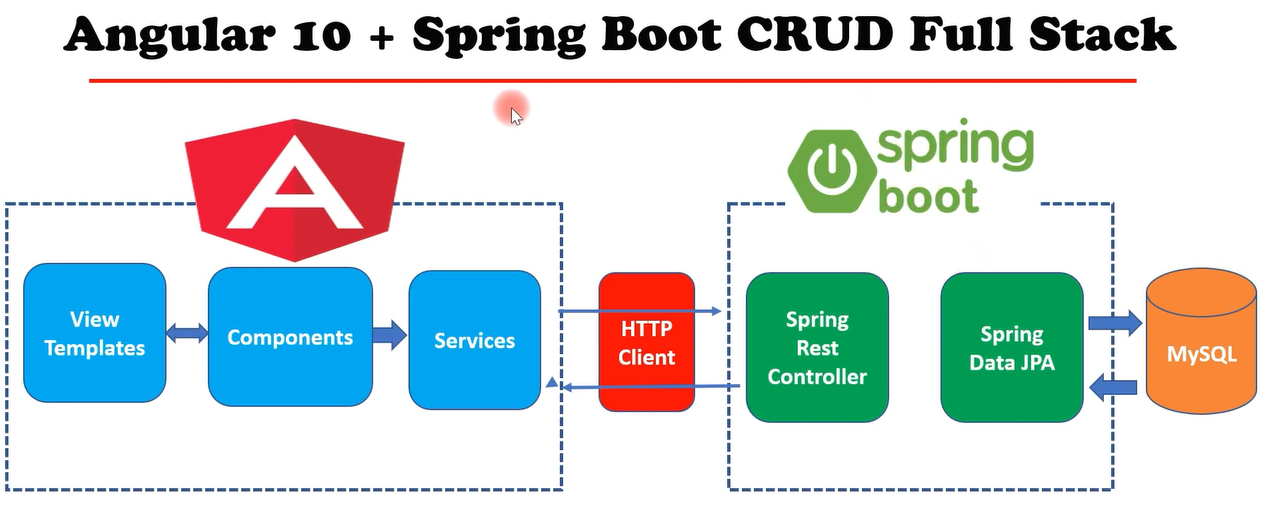 Angular 10 + Spring Boot CRUD Full Stack
spring
boot
View
Templates
Components
Services
HTTP
Client
Spring
Rest
Controller
Spring
Data JPA
MySQL